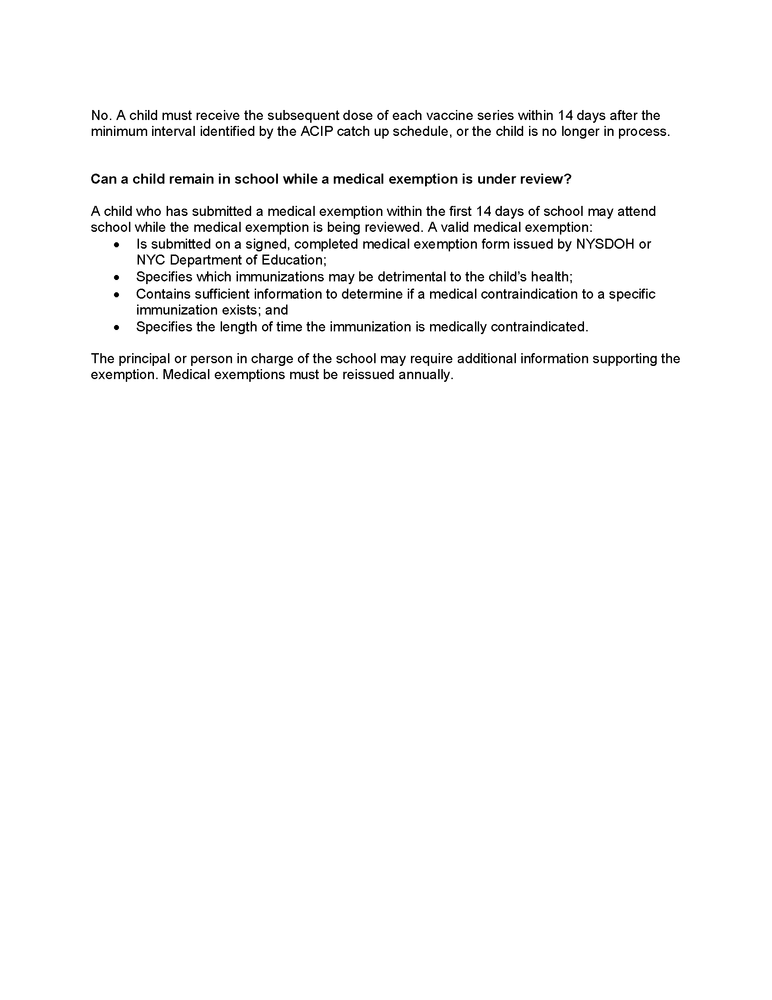 No. A child must receive the subsequent dose of each vaccine series within 14 days after the
minimum interval identified by the ACIP catch up schedule, or the child is no longer in process.
Can a child remain in school while a medical exemption is under review?
A child who has submitted a medical exemption within the first 14 days of school may attend
school while the medical exemption is being reviewed. A valid medical exemption:
• Is submitted on a signed, completed medical exemption form issued by NYSDOH or
NYC Department of Education;
• Specifies which immunizations may be detrimental to the child’s health;
• Contains sufficient information to determine if a medical contraindication to a specific
immunization exists; and
• Specifies the length of time the immunization is medically contraindicated.
The principal or person in charge of the school may require additional information supporting the
exemption. Medical exemptions must be reissued annually.